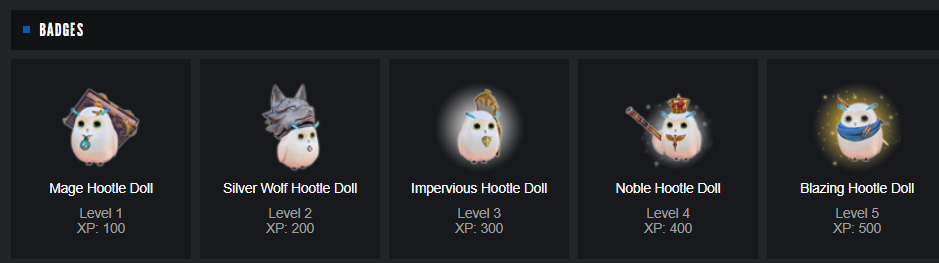 BADGES
Mage Hootle Doll
Level 1
XP: 100
Silver Wolf Hootle Doll
Level 2
XP: 200
Impervious Hootle Doll
Level 3
XP: 300
Noble Hootle Doll
Level 4
XP: 400
Blazing Hootle Doll
Level 5
XP: 500